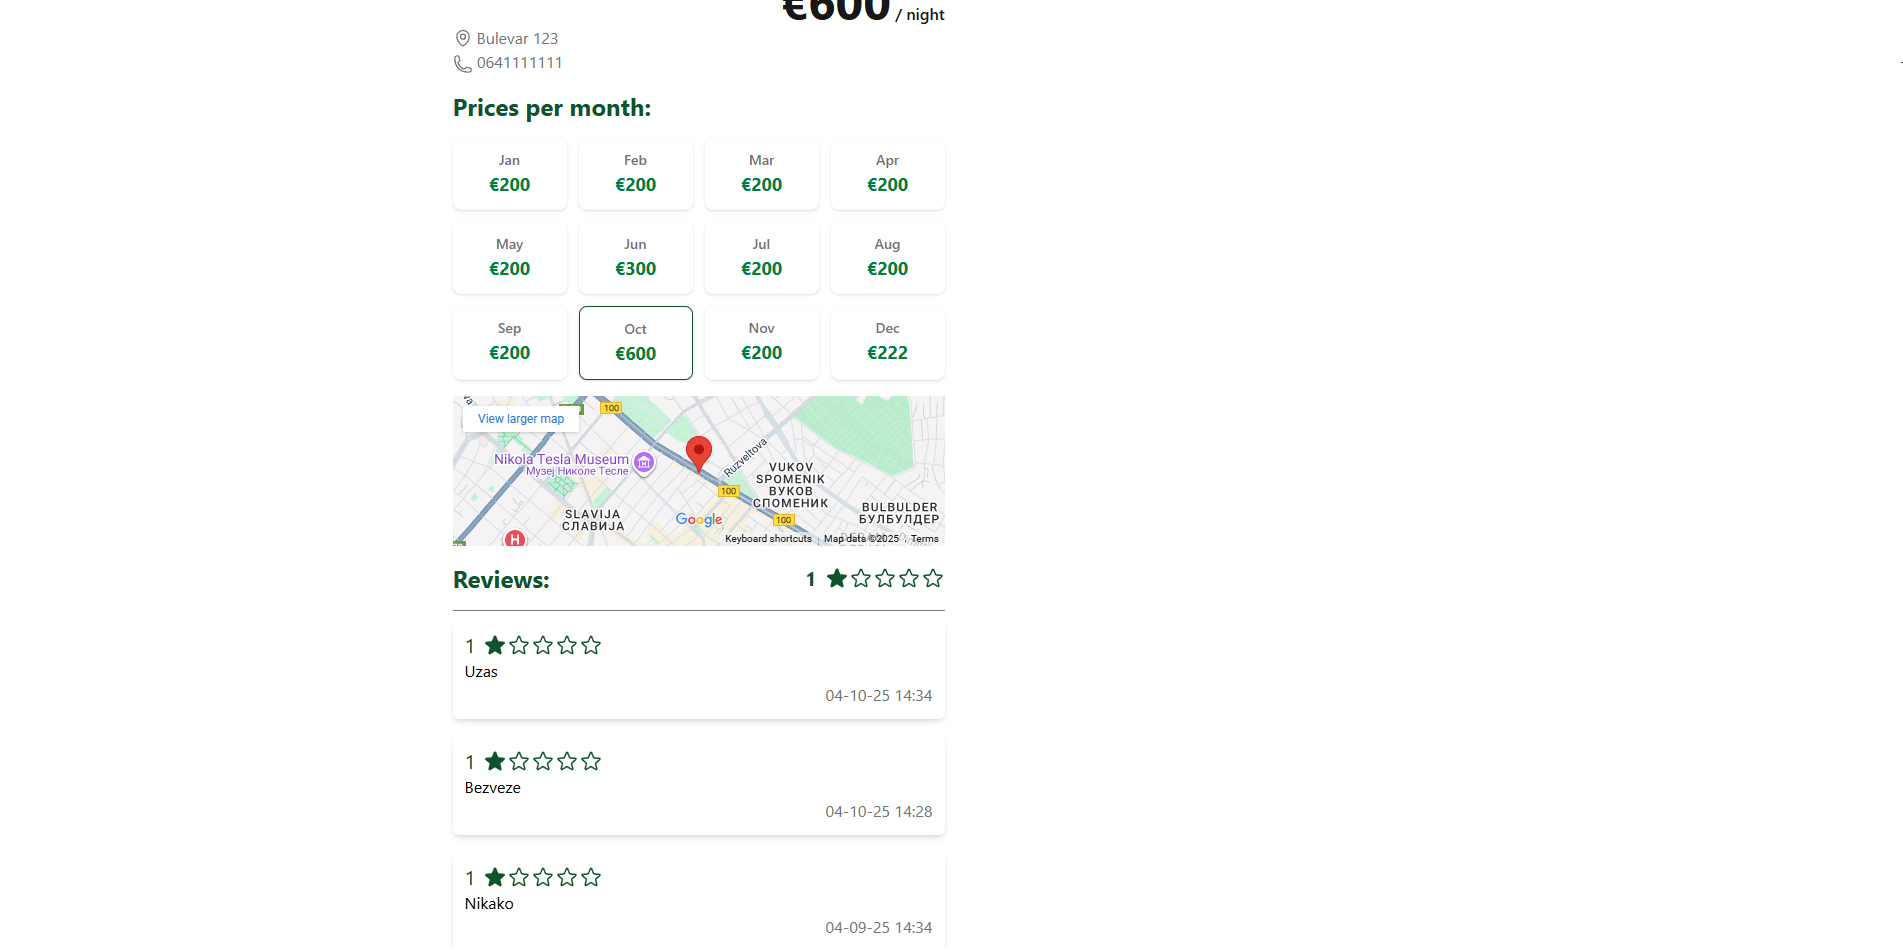 €600 / night
Bulevar 123
0641111111
Prices per month:
Jan
€200
Feb
€200
Mar
€200
Apr
€200
May
€200
Jun
€300
Jul
€200
Aug
€200
Sep
€200
Oct
€600
Nov
€200
Dec
€222
View larger map
100
Nikola Tesla Museum
Музеј Николе Тесле
Ruzveltova
VUKOV
SPOMENIK
ВУКОВ
СПОМЕНИК
100
SLAVIJA
СЛАВИЈА
BULBULDER
БУЛБУЛДЕР
Google
100
H
Keyboard shortcuts
Map data ©2025
Terms
Reviews:
1
1
Uzas
04-10-25 14:34
1
Bezveze
04-10-25 14:28
1
Nikako
04-09-25 14:34